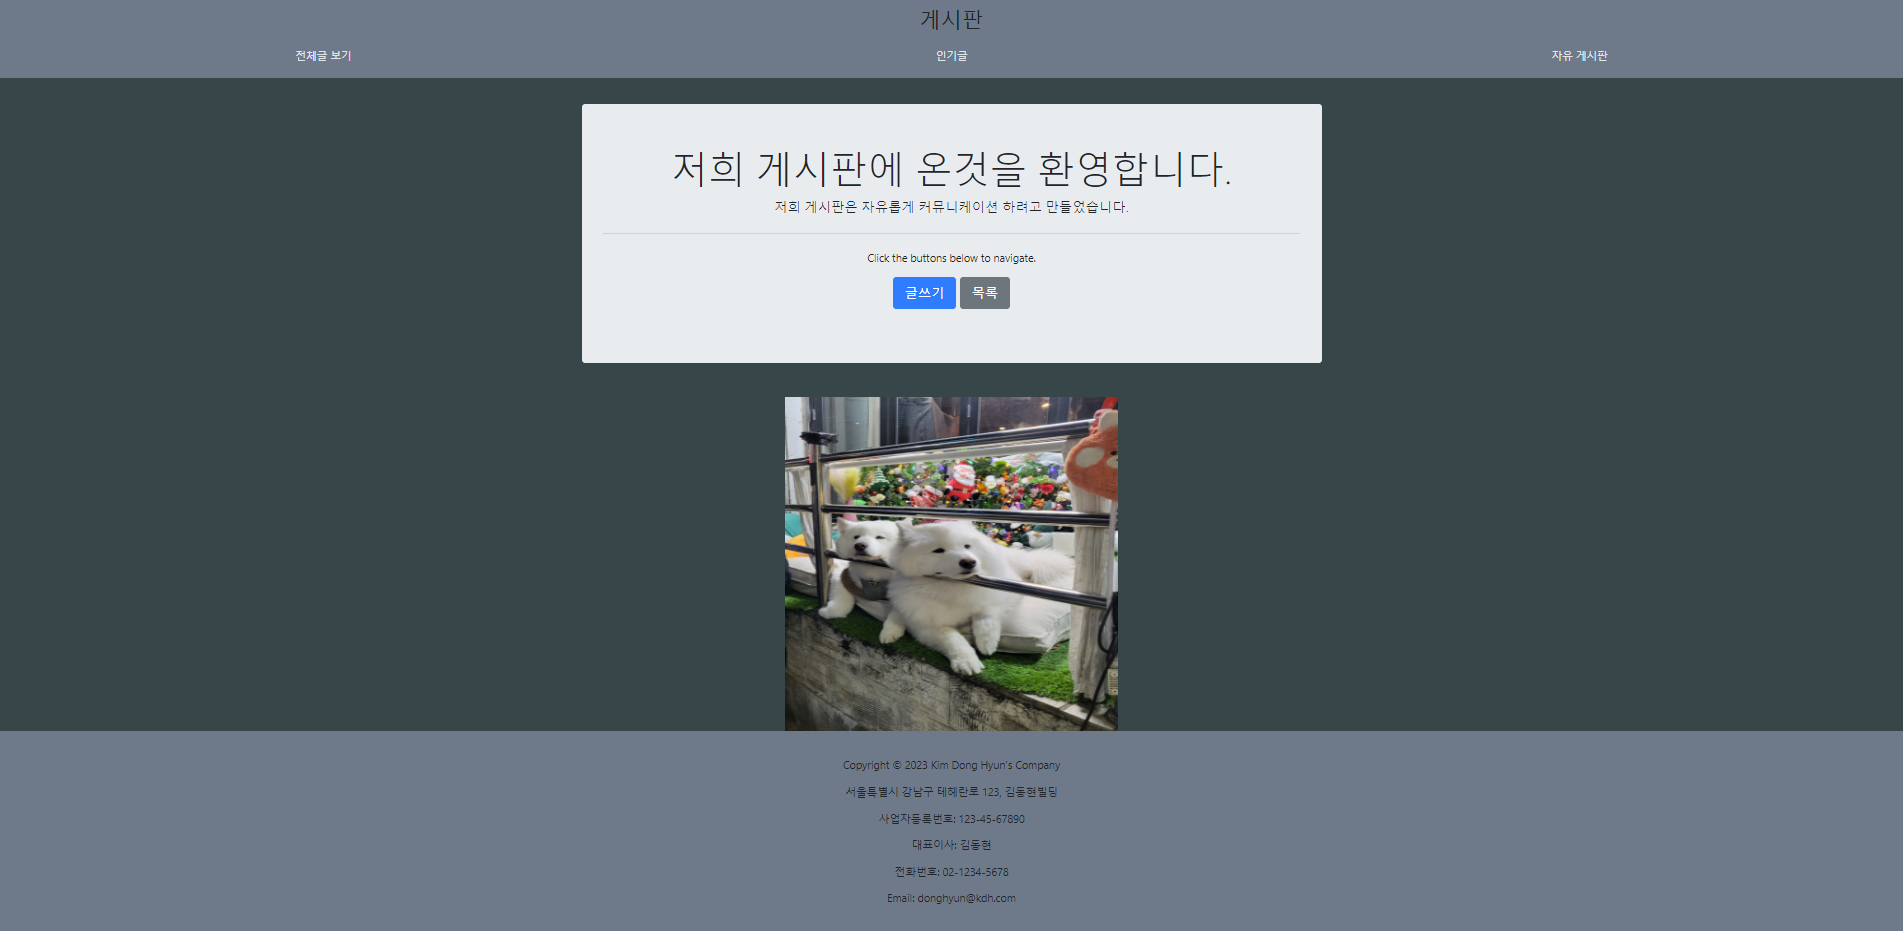 게시판
전체글 보기 인기글 자유 게시판
저희 게시판에 온것을 환영합니다.
저희 게시판은 자유롭게 커뮤니케이션 하려고 만들었습니다.
Click the buttons below to navigate.
글쓰기 목록
Copyright © 2023 Kim Dong Hyun's Company
서울특별시 강남구 테헤란로 123, 김동현빌딩
사업자등록번호: 123-45-67890
대표이사: 김동현
전화번호: 02-1234-5678
Email: donghyun@kdh.com